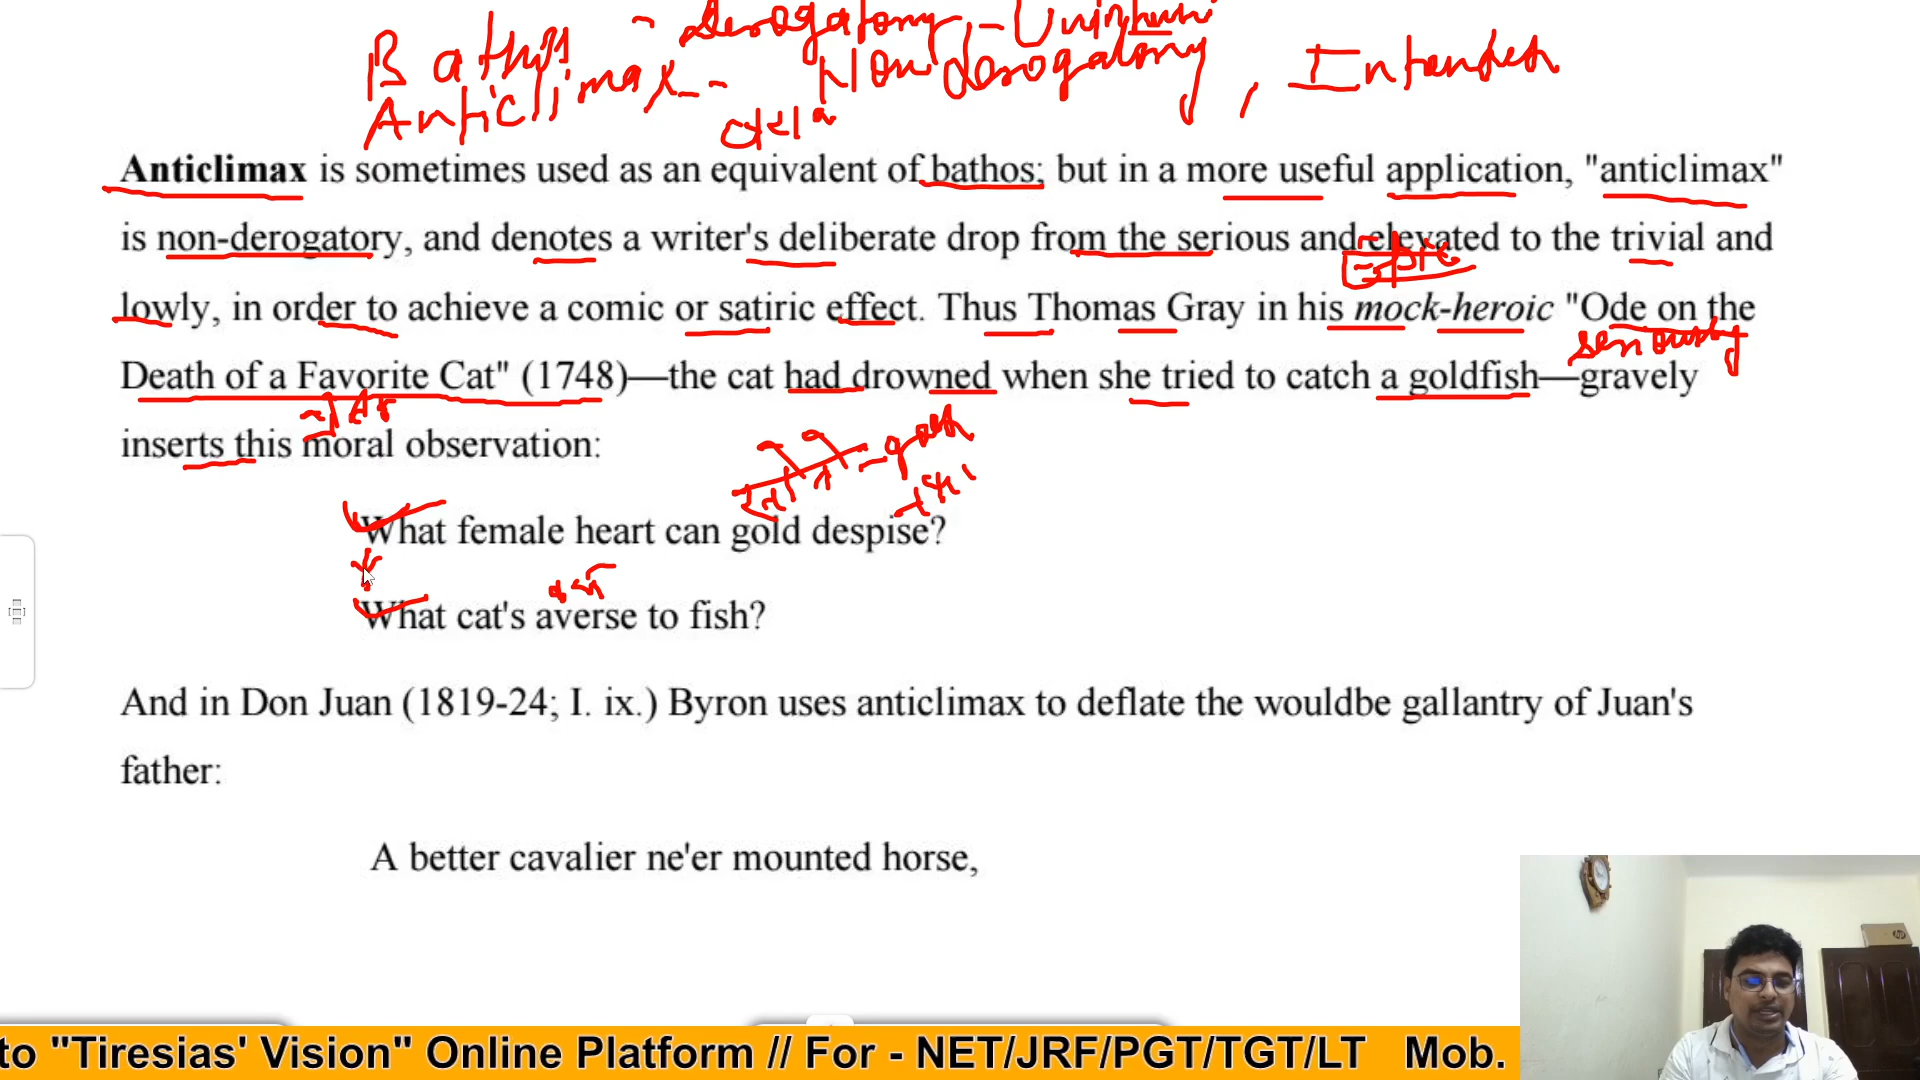 Bathos - Derogatory, -
Anticlimax - Non derogatory, Intended
Anticlimax is sometimes used as an equivalent of bathos; but in a more useful application, "anticlimax"
is non-derogatory, and denotes a writer's deliberate drop from the serious and elevated to the trivial and
Epic
lowly, in order to achieve a comic or satiric effect. Thus Thomas Gray in his mock-heroic "Ode on the
seriously
Death of a Favorite Cat" (1748)—the cat had drowned when she tried to catch a goldfish—gravely
inserts this moral observation:
What female heart can gold despise?
What cat's averse to fish?
And in Don Juan (1819-24; I. ix.) Byron uses anticlimax to deflate the wouldbe gallantry of Juan's
father:
A better cavalier ne'er mounted horse,
to "Tiresias' Vision" Online Platform // For - NET/JRF/PGT/TGT/LT Mob.